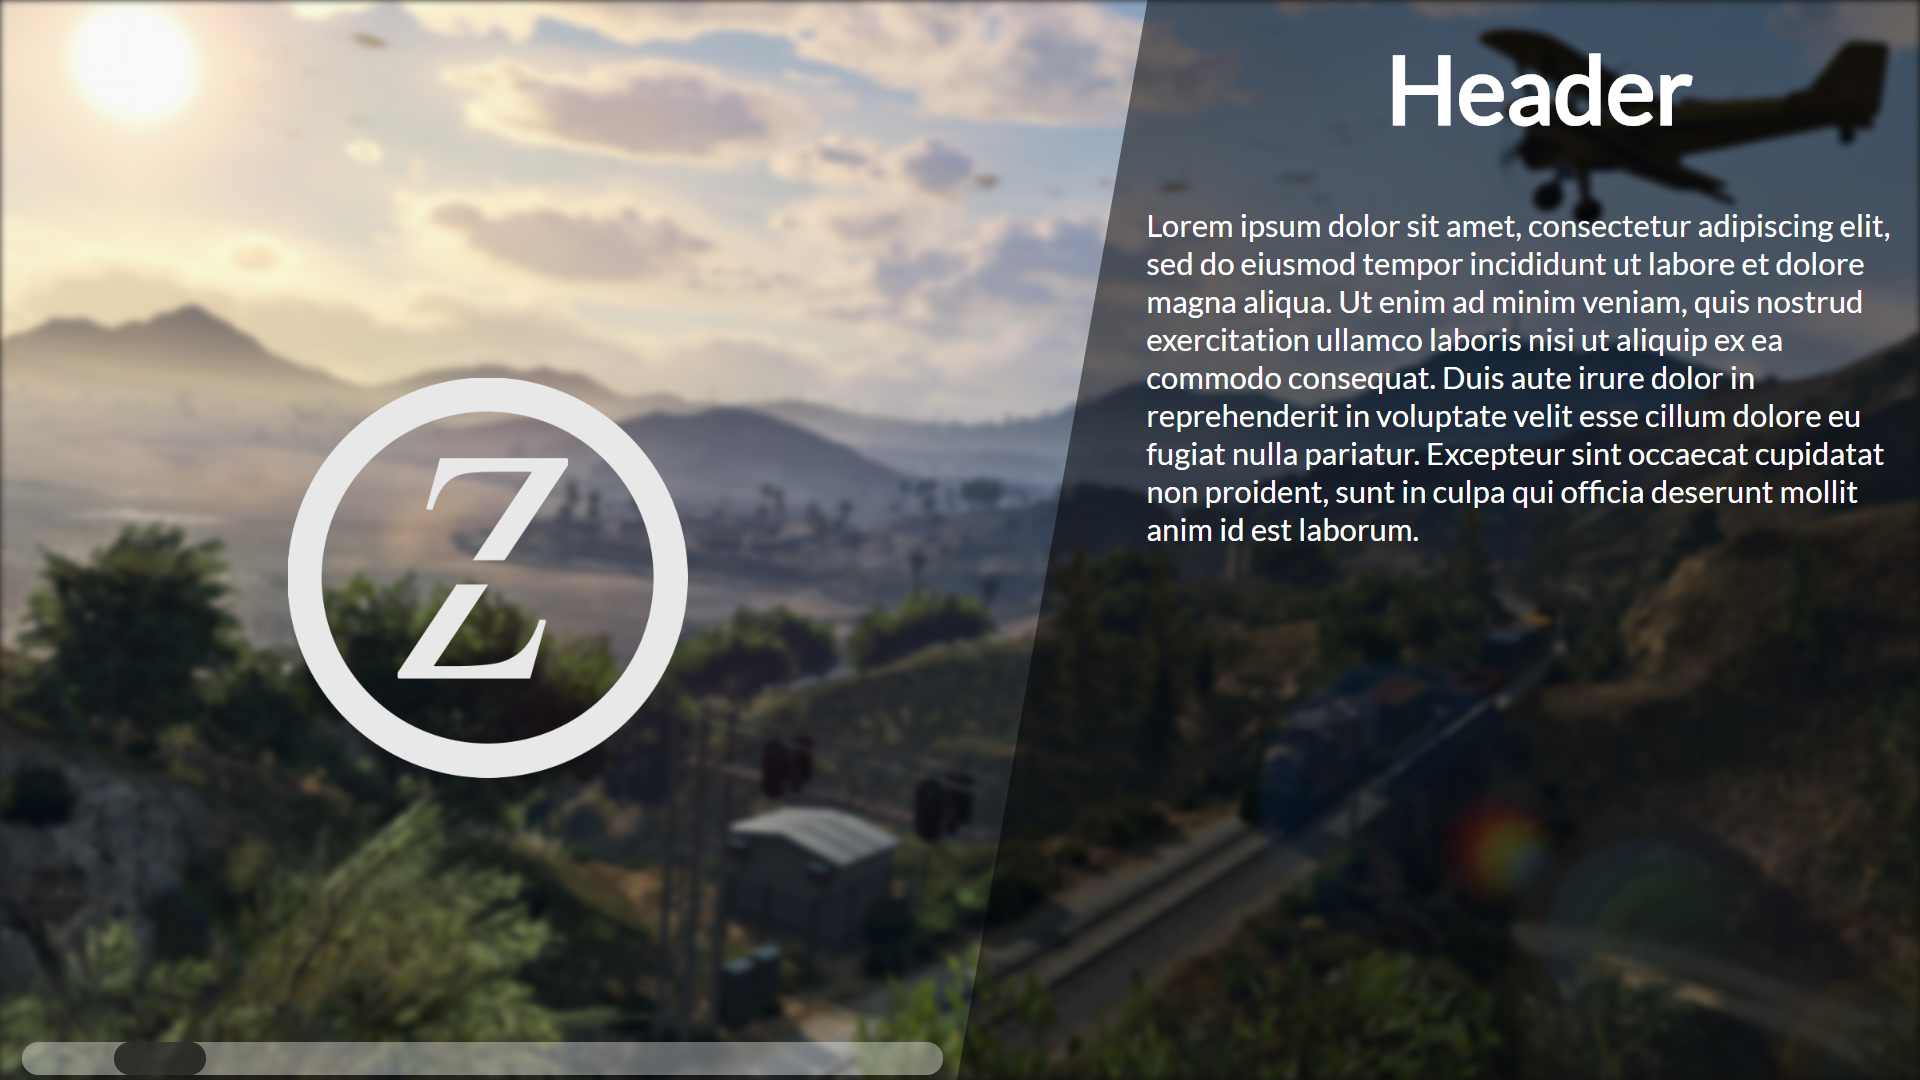 Header
Lorem ipsum dolor sit amet, consectetur adipiscing elit,
sed do eiusmod tempor incididunt ut labore et dolore
magna aliqua. Ut enim ad minim veniam, quis nostrud
exercitation ullamco laboris nisi ut aliquip ex ea
commodo consequat. Duis aute irure dolor in
reprehenderit in voluptate velit esse cillum dolore eu
fugiat nulla pariatur. Excepteur sint occaecat cupidatat
non proident, sunt in culpa qui officia deserunt mollit
anim id est laborum.
Z